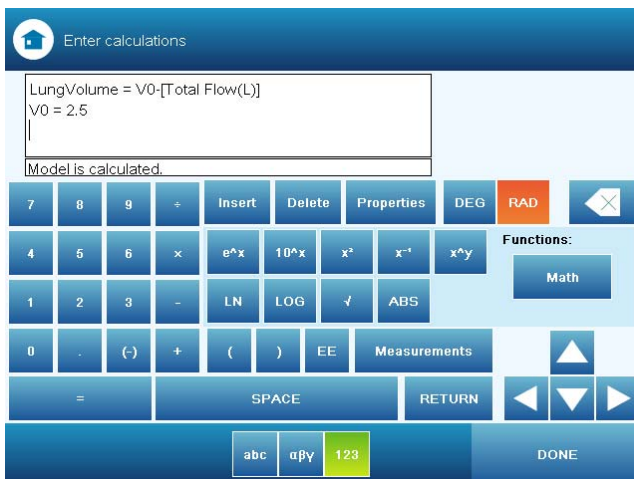 Enter calculations
LungVolume = V0-[Total Flow(L)]
V0 = 2.5
Model is calculated.
7 8 9 ÷ Insert Delete Properties DEG RAD
4 5 6 × e^x 10^x x² x⁻¹ x^y Functions:
Math
1 2 3 - LN LOG √ ABS
0 . (-) + ( ) EE Measurements
= SPACE RETURN
abc αβγ 123 DONE